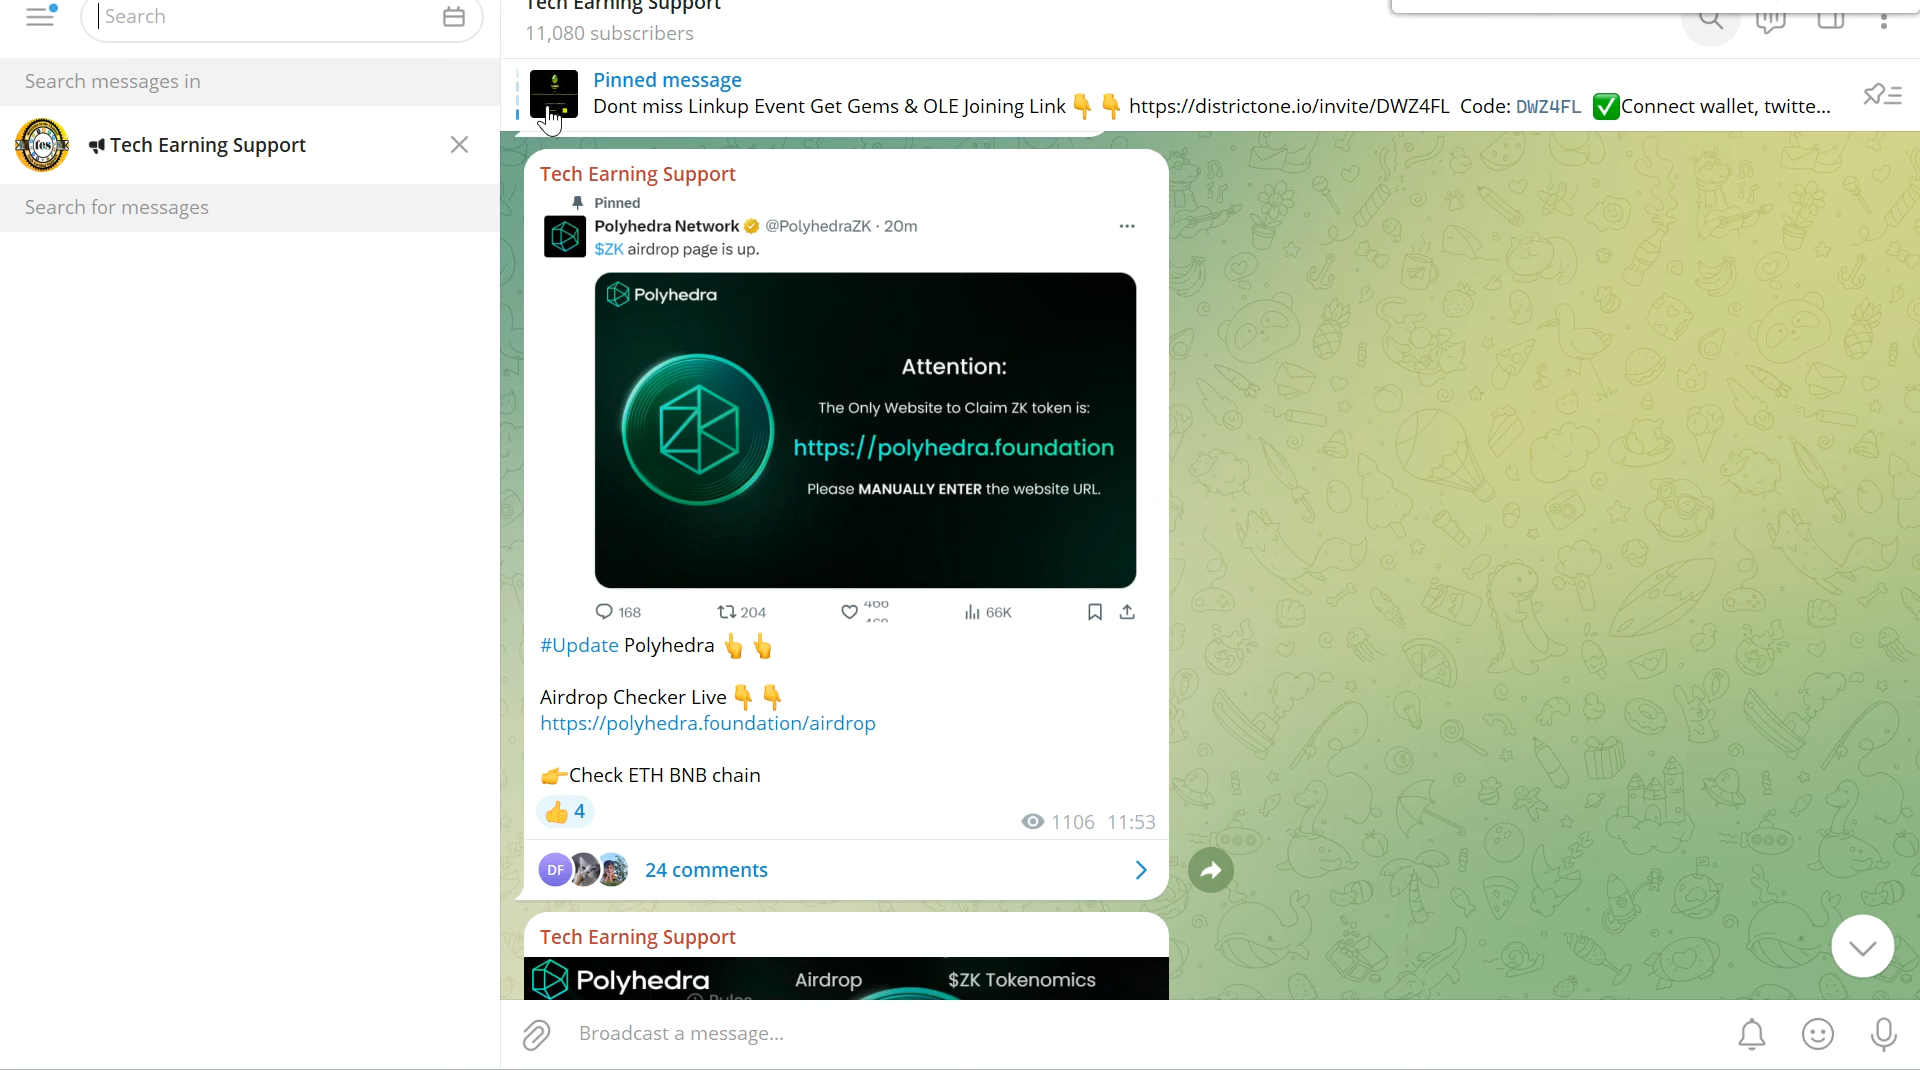 Search
Search messages in
Tech Earning Support
Search for messages
Tech Earning Support
11,080 subscribers
Pinned message
Dont miss Linkup Event Get Gems & OLE Joining Link 👇 👇 https://districtone.io/invite/DWZ4FL Code: DWZ4FL ✅Connect wallet, twitte...
Tech Earning Support
Pinned
Polyhedra Network @PolyhedraZK · 20m
$ZK airdrop page is up.
Polyhedra
Attention:
The Only Website to Claim ZK token is:
https://polyhedra.foundation
Please MANUALLY ENTER the website URL.
168 204 466 66K
#Update Polyhedra 👆 👆
Airdrop Checker Live 👇 👇
https://polyhedra.foundation/airdrop
👉Check ETH BNB chain
👍 4
1106 11:53
DF
24 comments
Tech Earning Support
Polyhedra Airdrop $ZK Tokenomics
Broadcast a message...